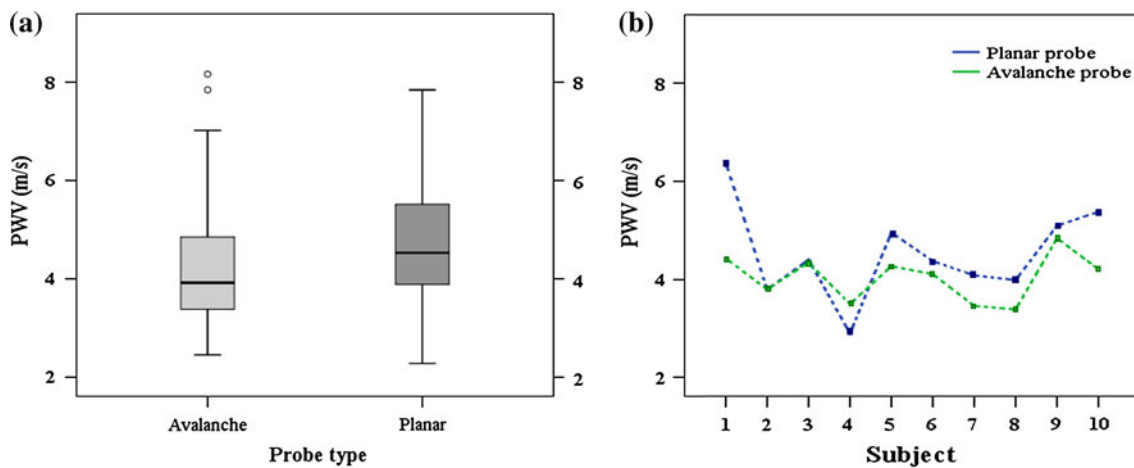 (a)
8
6
4
2
PWV (m/s)
8
6
4
2
Avalanche
Planar
Probe type
(b)
Planar probe
Avalanche probe
8
6
4
2
PWV (m/s)
1 2 3 4 5 6 7 8 9 10
Subject